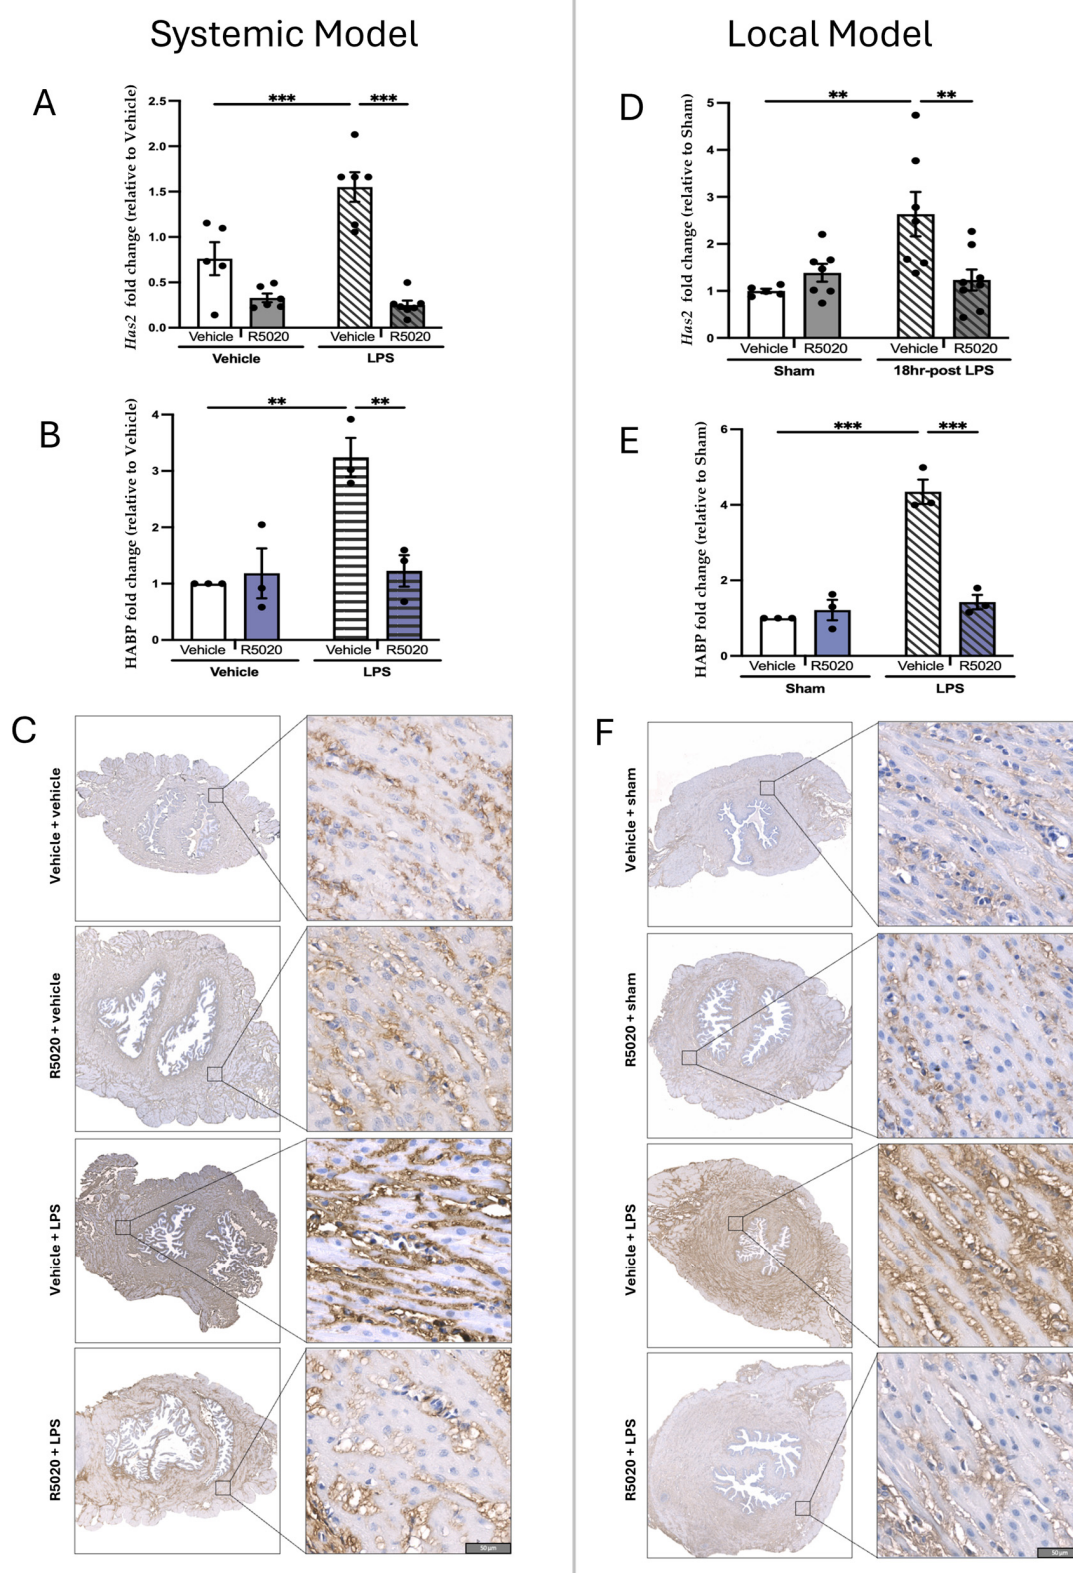 Systemic Model
Local Model
A
Has2 fold change (relative to Vehicle)
2.5
2.0
1.5
1.0
0.5
0.0
***
***
Vehicle
R5020
Vehicle
R5020
Vehicle
LPS
D
Has2 fold change (relative to Sham)
5
4
3
2
1
0
**
**
Vehicle
R5020
Vehicle
R5020
Sham
18hr-post LPS
B
HABP fold change (relative to Vehicle)
4
3
2
1
0
**
**
Vehicle
R5020
Vehicle
R5020
Vehicle
LPS
E
HABP fold change (relative to Sham)
6
4
2
0
***
***
Vehicle
R5020
Vehicle
R5020
Sham
LPS
C
Vehicle + vehicle
R5020 + vehicle
Vehicle + LPS
R5020 + LPS
50 µm
F
Vehicle + sham
R5020 + sham
Vehicle + LPS
R5020 + LPS
50 µm